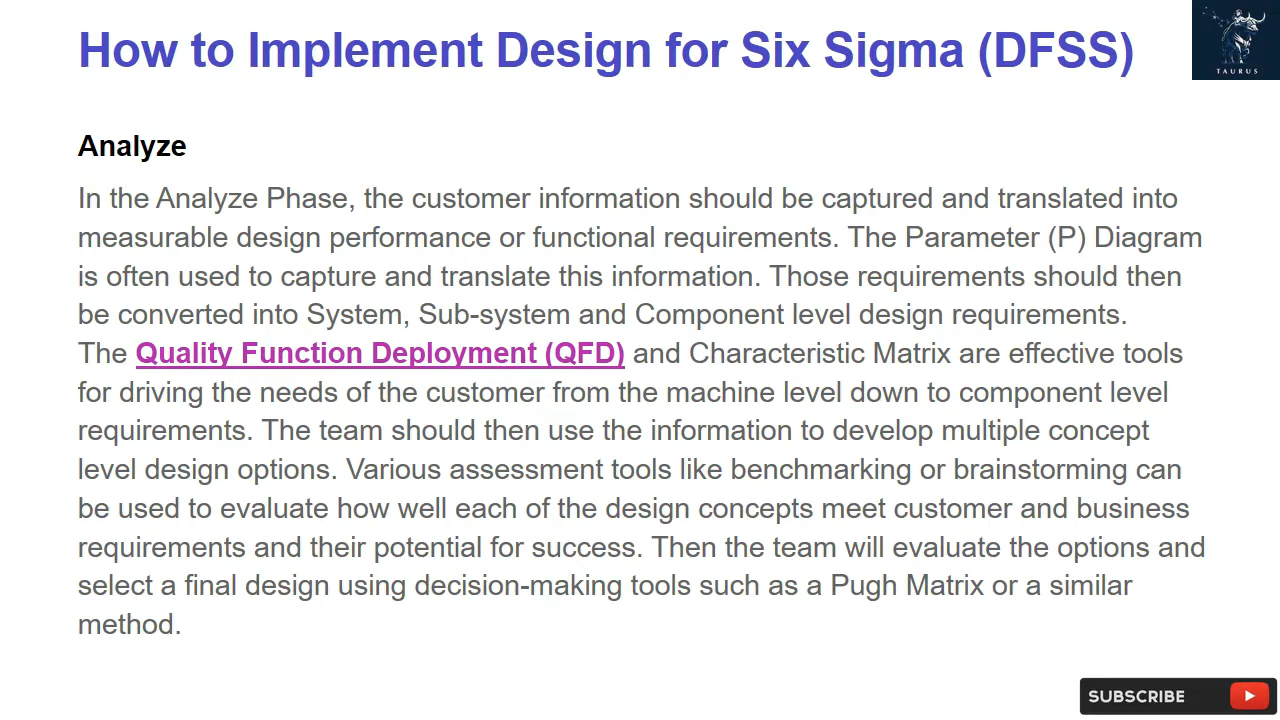 How to Implement Design for Six Sigma (DFSS)
TAURUS
Analyze
In the Analyze Phase, the customer information should be captured and translated into
measurable design performance or functional requirements. The Parameter (P) Diagram
is often used to capture and translate this information. Those requirements should then
be converted into System, Sub-system and Component level design requirements.
The Quality Function Deployment (QFD) and Characteristic Matrix are effective tools
for driving the needs of the customer from the machine level down to component level
requirements. The team should then use the information to develop multiple concept
level design options. Various assessment tools like benchmarking or brainstorming can
be used to evaluate how well each of the design concepts meet customer and business
requirements and their potential for success. Then the team will evaluate the options and
select a final design using decision-making tools such as a Pugh Matrix or a similar
method.
SUBSCRIBE